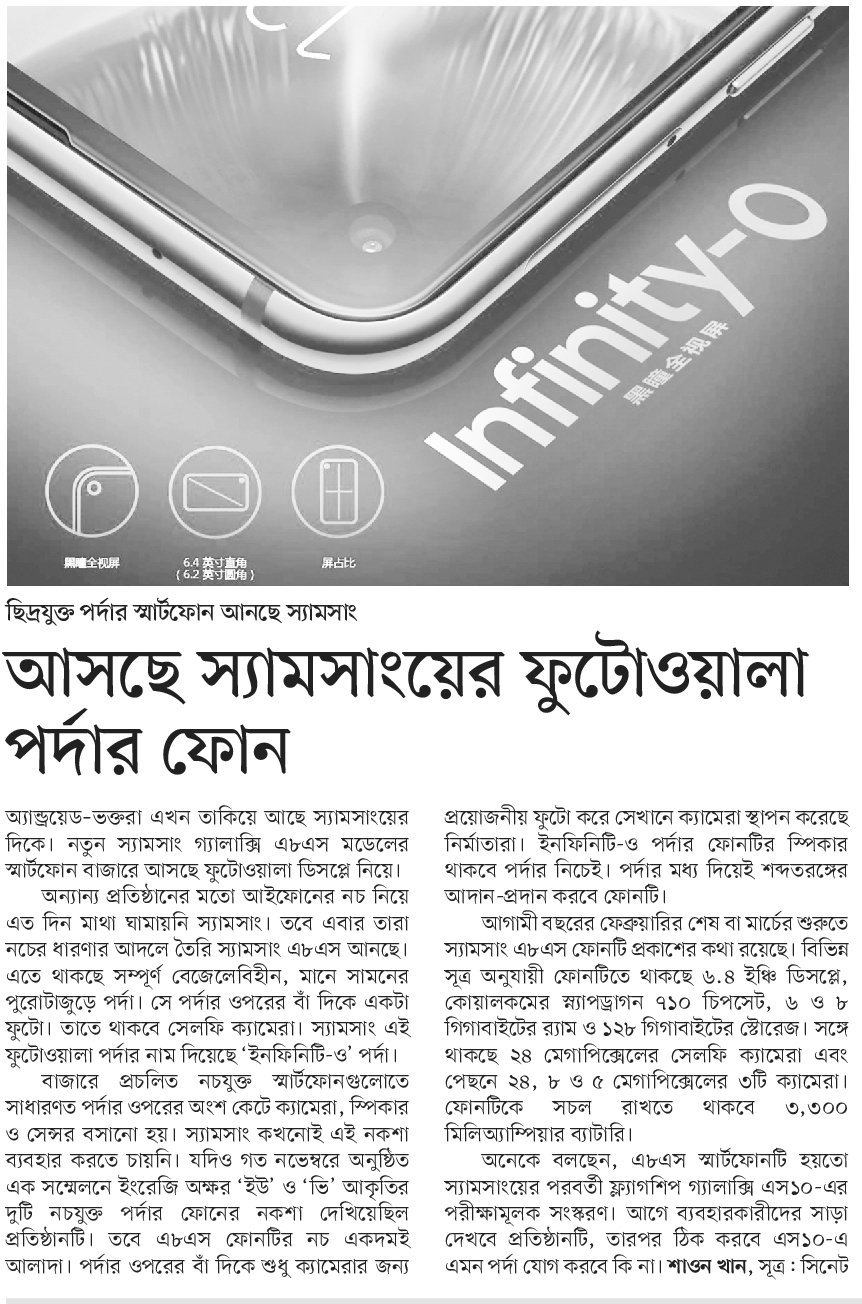 Infinity-O
黑瞳全视屏
黑瞳全视屏
6.4 英寸直角
( 6.2 英寸圆角 )
屏占比
ছিদ্রযুক্ত পর্দার স্মার্টফোন আনছে স্যামসাং
আসছে স্যামসাংয়ের ফুটোওয়ালা
পর্দার ফোন
অ্যান্ড্রয়েড-ভক্তরা এখন তাকিয়ে আছে স্যামসাংয়ের
দিকে। নতুন স্যামসাং গ্যালাক্সি এ৮এস মডেলের
স্মার্টফোন বাজারে আসছে ফুটোওয়ালা ডিসপ্লে নিয়ে।
অন্যান্য প্রতিষ্ঠানের মতো আইফোনের নচ নিয়ে
এত দিন মাথা ঘামায়নি স্যামসাং। তবে এবার তারা
নচের ধারণার আদলে তৈরি স্যামসাং এ৮এস আনছে।
এতে থাকছে সম্পূর্ণ বেজেলেবিহীন, মানে সামনের
পুরোটাজুড়ে পর্দা। সে পর্দার ওপরের বাঁ দিকে একটা
ফুটো। তাতে থাকবে সেলফি ক্যামেরা। স্যামসাং এই
ফুটোওয়ালা পর্দার নাম দিয়েছে ‘ইনফিনিটি-ও’ পর্দা।
বাজারে প্রচলিত নচযুক্ত স্মার্টফোনগুলোতে
সাধারণত পর্দার ওপরের অংশ কেটে ক্যামেরা, স্পিকার
ও সেন্সর বসানো হয়। স্যামসাং কখনোই এই নকশা
ব্যবহার করতে চায়নি। যদিও গত নভেম্বরে অনুষ্ঠিত
এক সম্মেলনে ইংরেজি অক্ষর ‘ইউ’ ও ‘ভি’ আকৃতির
দুটি নচযুক্ত পর্দার ফোনের নকশা দেখিয়েছিল
প্রতিষ্ঠানটি। তবে এ৮এস ফোনটির নচ একদমই
আলাদা। পর্দার ওপরের বাঁ দিকে শুধু ক্যামেরার জন্য
প্রয়োজনীয় ফুটো করে সেখানে ক্যামেরা স্থাপন করেছে
নির্মাতারা। ইনফিনিটি-ও পর্দার ফোনটির স্পিকার
থাকবে পর্দার নিচেই। পর্দার মধ্য দিয়েই শব্দতরঙ্গের
আদান-প্রদান করবে ফোনটি।
আগামী বছরের ফেব্রুয়ারির শেষ বা মার্চের শুরুতে
স্যামসাং এ৮এস ফোনটি প্রকাশের কথা রয়েছে। বিভিন্ন
সূত্র অনুযায়ী ফোনটিতে থাকছে ৬.৪ ইঞ্চি ডিসপ্লে,
কোয়ালকমের স্ন্যাপড্রাগন ৭১০ চিপসেট, ৬ ও ৮
গিগাবাইটের র‍্যাম ও ১২৮ গিগাবাইটের স্টোরেজ। সঙ্গে
থাকছে ২৪ মেগাপিক্সেলের সেলফি ক্যামেরা এবং
পেছনে ২৪, ৮ ও ৫ মেগাপিক্সেলের ৩টি ক্যামেরা।
ফোনটিকে সচল রাখতে থাকবে ৩,৩০০
মিলিঅ্যাম্পিয়ার ব্যাটারি।
অনেকে বলছেন, এ৮এস স্মার্টফোনটি হয়তো
স্যামসাংয়ের পরবর্তী ফ্ল্যাগশিপ গ্যালাক্সি এস১০-এর
পরীক্ষামূলক সংস্করণ। আগে ব্যবহারকারীদের সাড়া
দেখবে প্রতিষ্ঠানটি, তারপর ঠিক করবে এস১০-এ
এমন পর্দা যোগ করবে কি না। শাওন খান, সূত্র : সিনেট